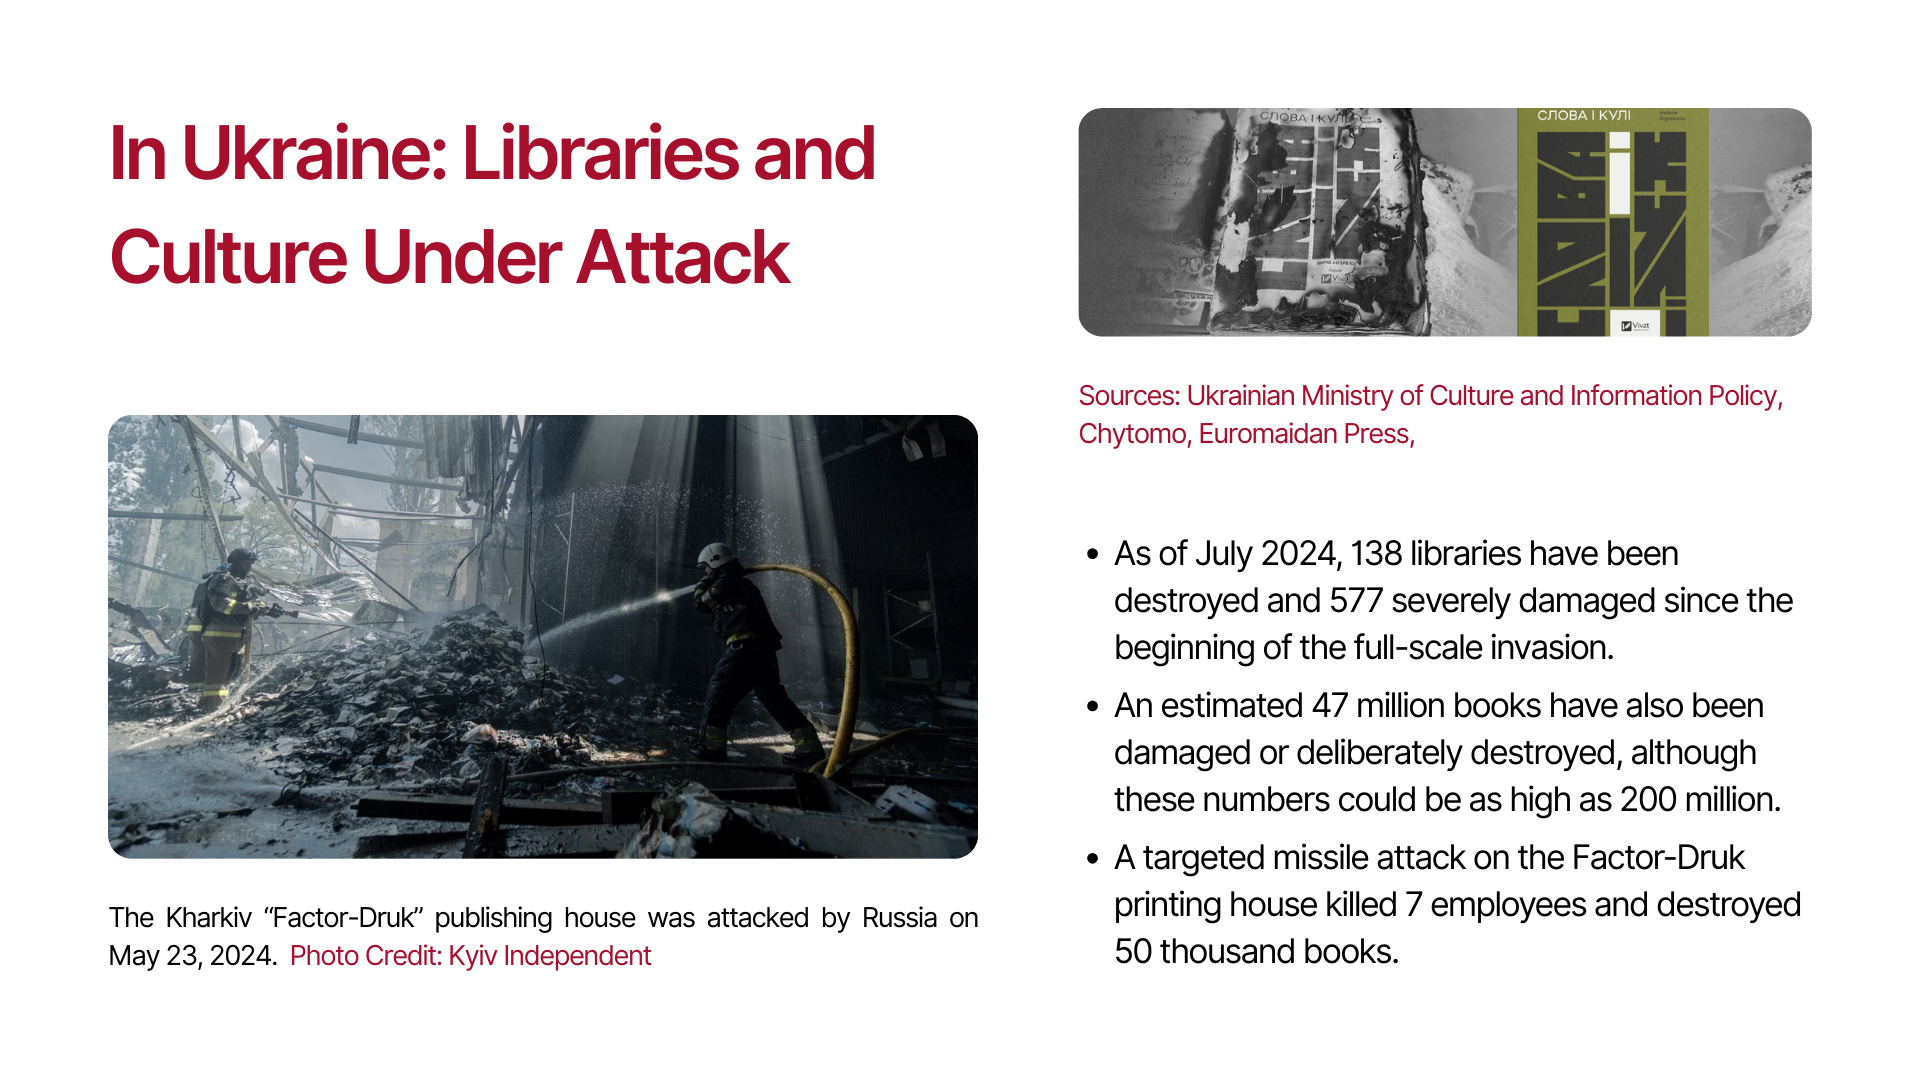 In Ukraine: Libraries and
Culture Under Attack
The Kharkiv “Factor-Druk” publishing house was attacked by Russia on
May 23, 2024. Photo Credit: Kyiv Independent
СЛОВА І КУЛІ
Vivat
СЛОВА І КУЛІ
Vivat
Sources: Ukrainian Ministry of Culture and Information Policy,
Chytomo, Euromaidan Press,
• As of July 2024, 138 libraries have been
destroyed and 577 severely damaged since the
beginning of the full-scale invasion.
• An estimated 47 million books have also been
damaged or deliberately destroyed, although
these numbers could be as high as 200 million.
• A targeted missile attack on the Factor-Druk
printing house killed 7 employees and destroyed
50 thousand books.